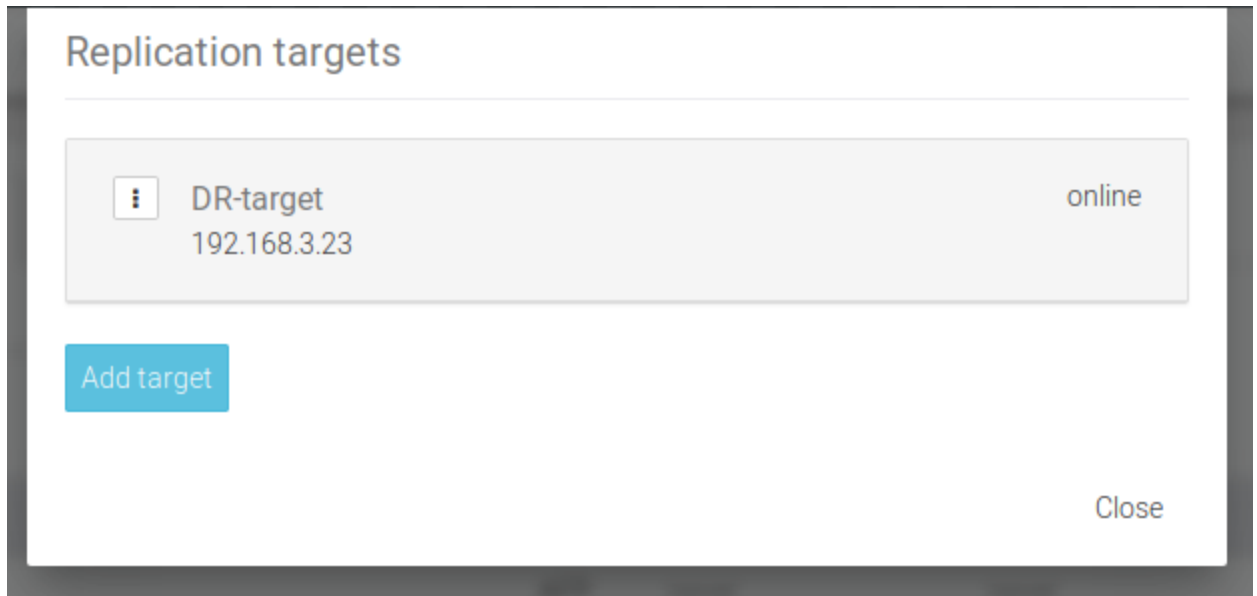 Replication targets
DR-target
online
192.168.3.23
Add target
Close